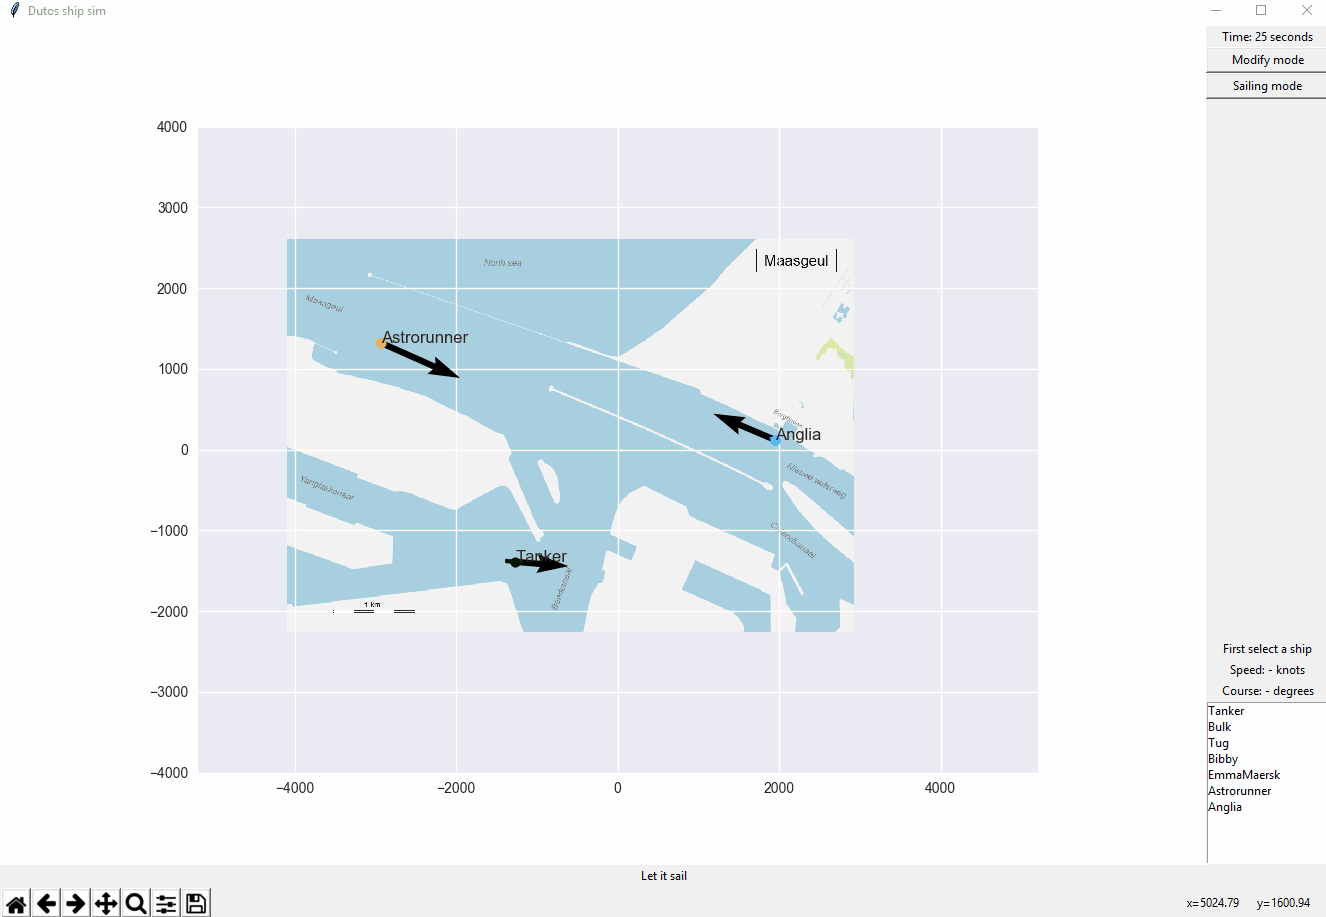 Dutos ship sim
Time: 25 seconds
Modify mode
Sailing mode
4000
3000
2000
1000
0
−1000
−2000
−3000
−4000
−4000
−2000
0
2000
4000
North sea
Maasgeul
Maasgeul
Astrorunner
Anglia
Nieuwe waterweg
Yangtzekanaal
Tanker
Beerkanaal
1 km
First select a ship
Speed: - knots
Course: - degrees
Tanker
Bulk
Tug
Bibby
EmmaMaersk
Astrorunner
Anglia
Let it sail
x=5024.79 y=1600.94